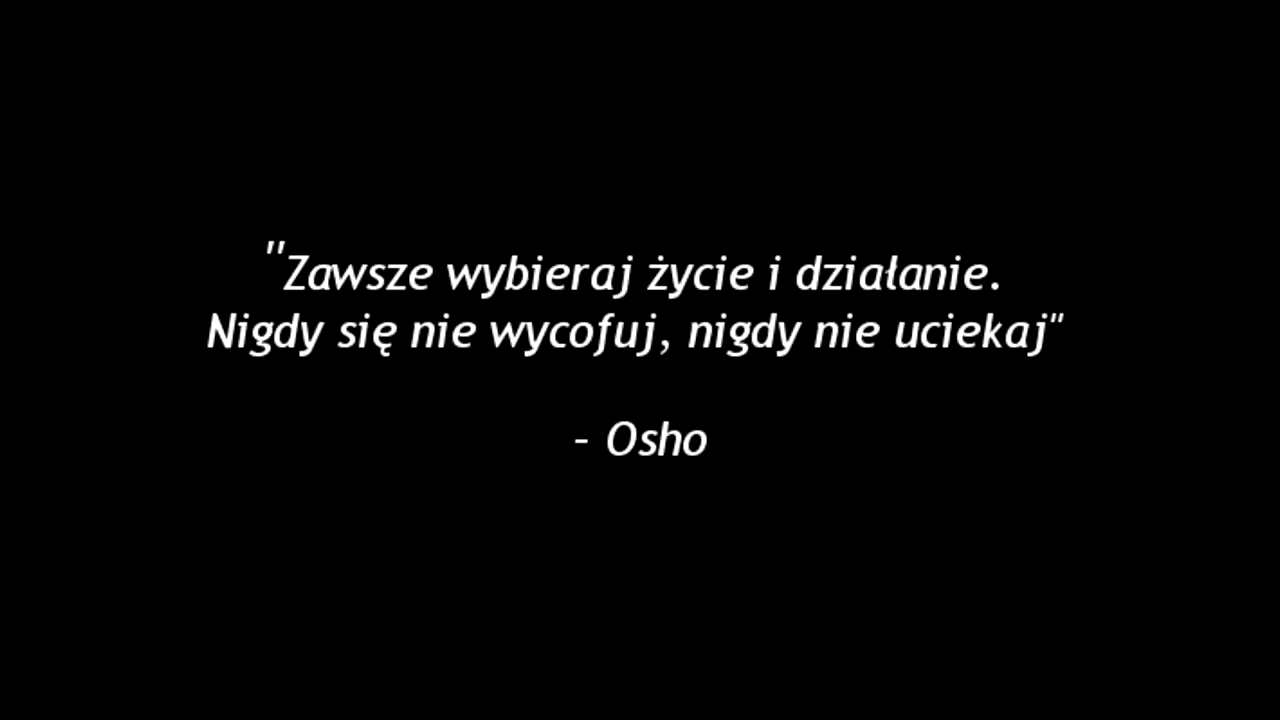 "Zawsze wybieraj życie i działanie.
Nigdy się nie wycofuj, nigdy nie uciekaj"
- Osho